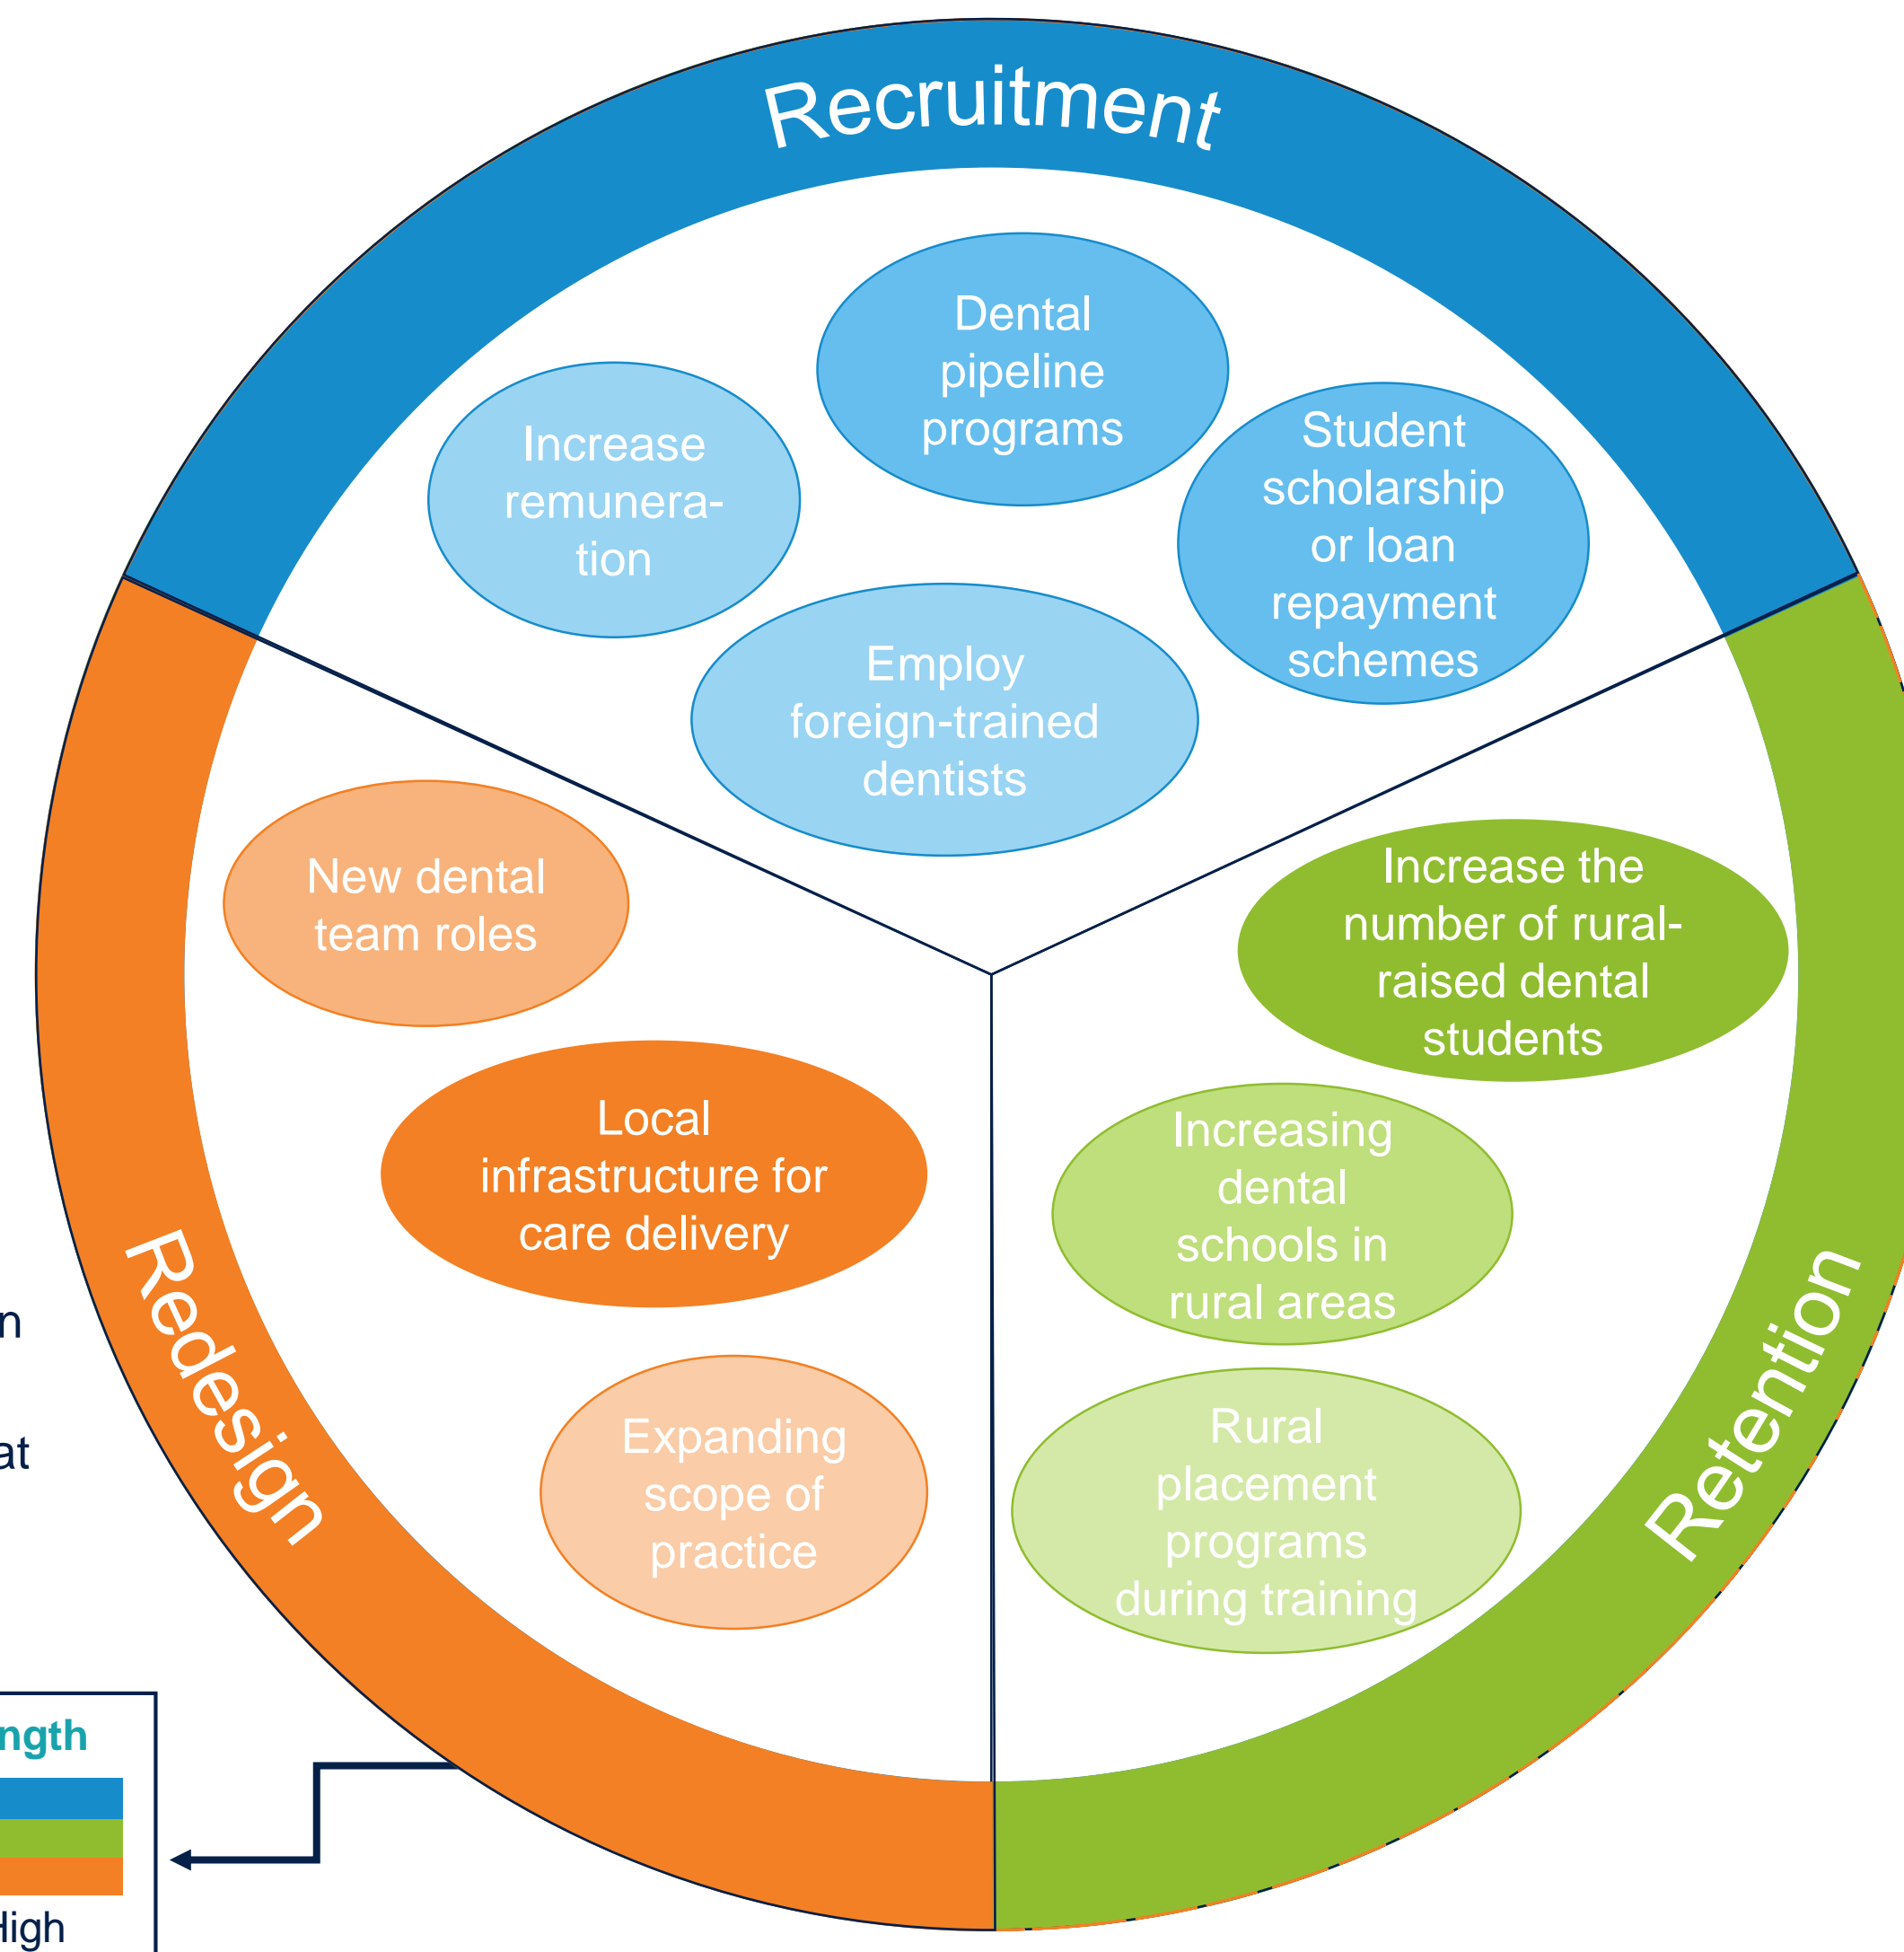 Recruitment
Dental
pipeline
programs
Increase
remunera-
tion
Student
scholarship
or loan
repayment
schemes
Employ
foreign-trained
dentists
New dental
team roles
Increase the
number of rural-
raised dental
students
Local
infrastructure for
care delivery
Increasing
dental
schools in
rural areas
Expanding
scope of
practice
Rural
placement
programs
during training
Redesign
Retention